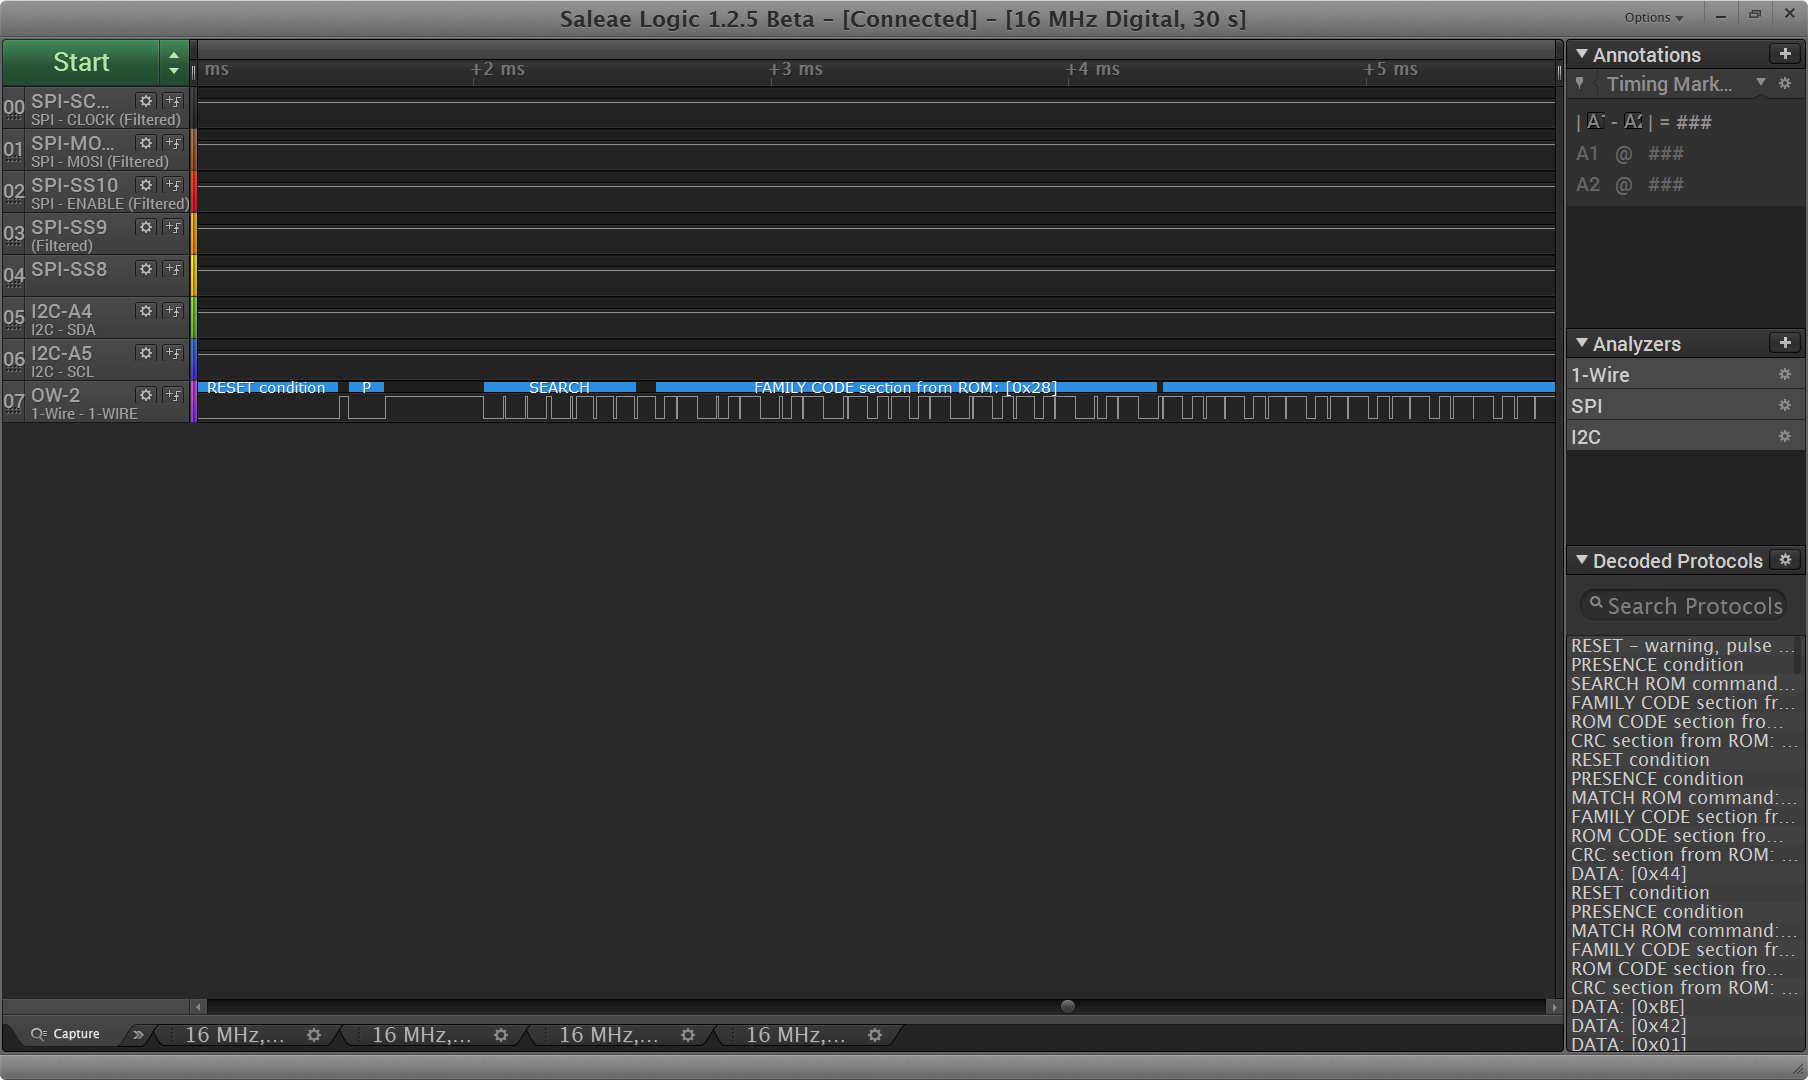 Saleae Logic 1.2.5 Beta - [Connected] - [16 MHz Digital, 30 s]
Options
Start
ms
+2 ms
+3 ms
+4 ms
+5 ms
00
SPI-SC...
SPI - CLOCK (Filtered)
01
SPI-MO...
SPI - MOSI (Filtered)
02
SPI-SS10
SPI - ENABLE (Filtered)
03
SPI-SS9
(Filtered)
04
SPI-SS8
05
I2C-A4
I2C - SDA
06
I2C-A5
I2C - SCL
07
OW-2
1-Wire - 1-WIRE
RESET condition
P
SEARCH
FAMILY CODE section from ROM: [0x28]
Annotations
Timing Mark...
| A1 - A2 | = ###
A1 @ ###
A2 @ ###
Analyzers
1-Wire
SPI
I2C
Decoded Protocols
Search Protocols
RESET - warning, pulse ...
PRESENCE condition
SEARCH ROM command...
FAMILY CODE section fr...
ROM CODE section fro...
CRC section from ROM: ...
RESET condition
PRESENCE condition
MATCH ROM command:...
FAMILY CODE section fr...
ROM CODE section fro...
CRC section from ROM: ...
DATA: [0x44]
RESET condition
PRESENCE condition
MATCH ROM command:...
FAMILY CODE section fr...
ROM CODE section fro...
CRC section from ROM: ...
DATA: [0xBE]
DATA: [0x42]
DATA: [0x01]
Capture
16 MHz,...
16 MHz,...
16 MHz,...
16 MHz,...